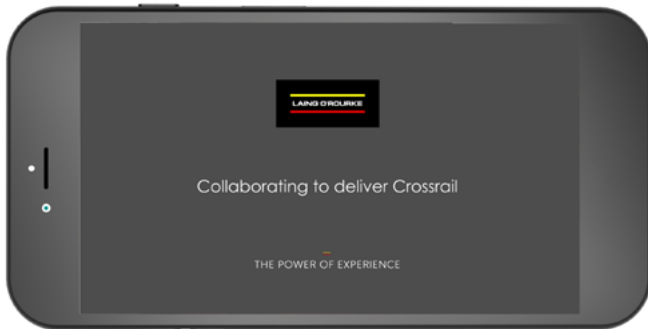 LAING O'ROURKE
Collaborating to deliver Crossrail
THE POWER OF EXPERIENCE